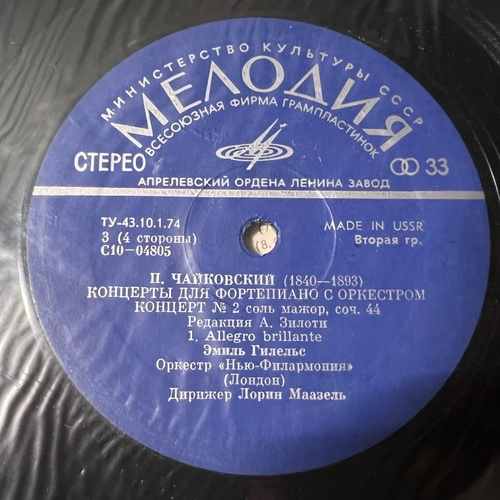 МИНИСТЕРСТВО КУЛЬТУРЫ СССР
МЕЛОДИЯ
ВСЕСОЮЗНАЯ ФИРМА ГРАМПЛАСТИНОК
СТЕРЕО
33
АПРЕЛЕВСКИЙ ОРДЕНА ЛЕНИНА ЗАВОД
ТУ-43.10.1.74
MADE IN USSR
3 (4 стороны)
Вторая гр.
С10-04805
П. ЧАЙКОВСКИЙ (1840—1893)
КОНЦЕРТЫ ДЛЯ ФОРТЕПИАНО С ОРКЕСТРОМ
КОНЦЕРТ № 2 соль мажор, соч. 44
Редакция А. Зилоти
1. Allegro brillante
Эмиль Гилельс
Оркестр «Нью-Филармония»
(Лондон)
Дирижер Лорин Маазель